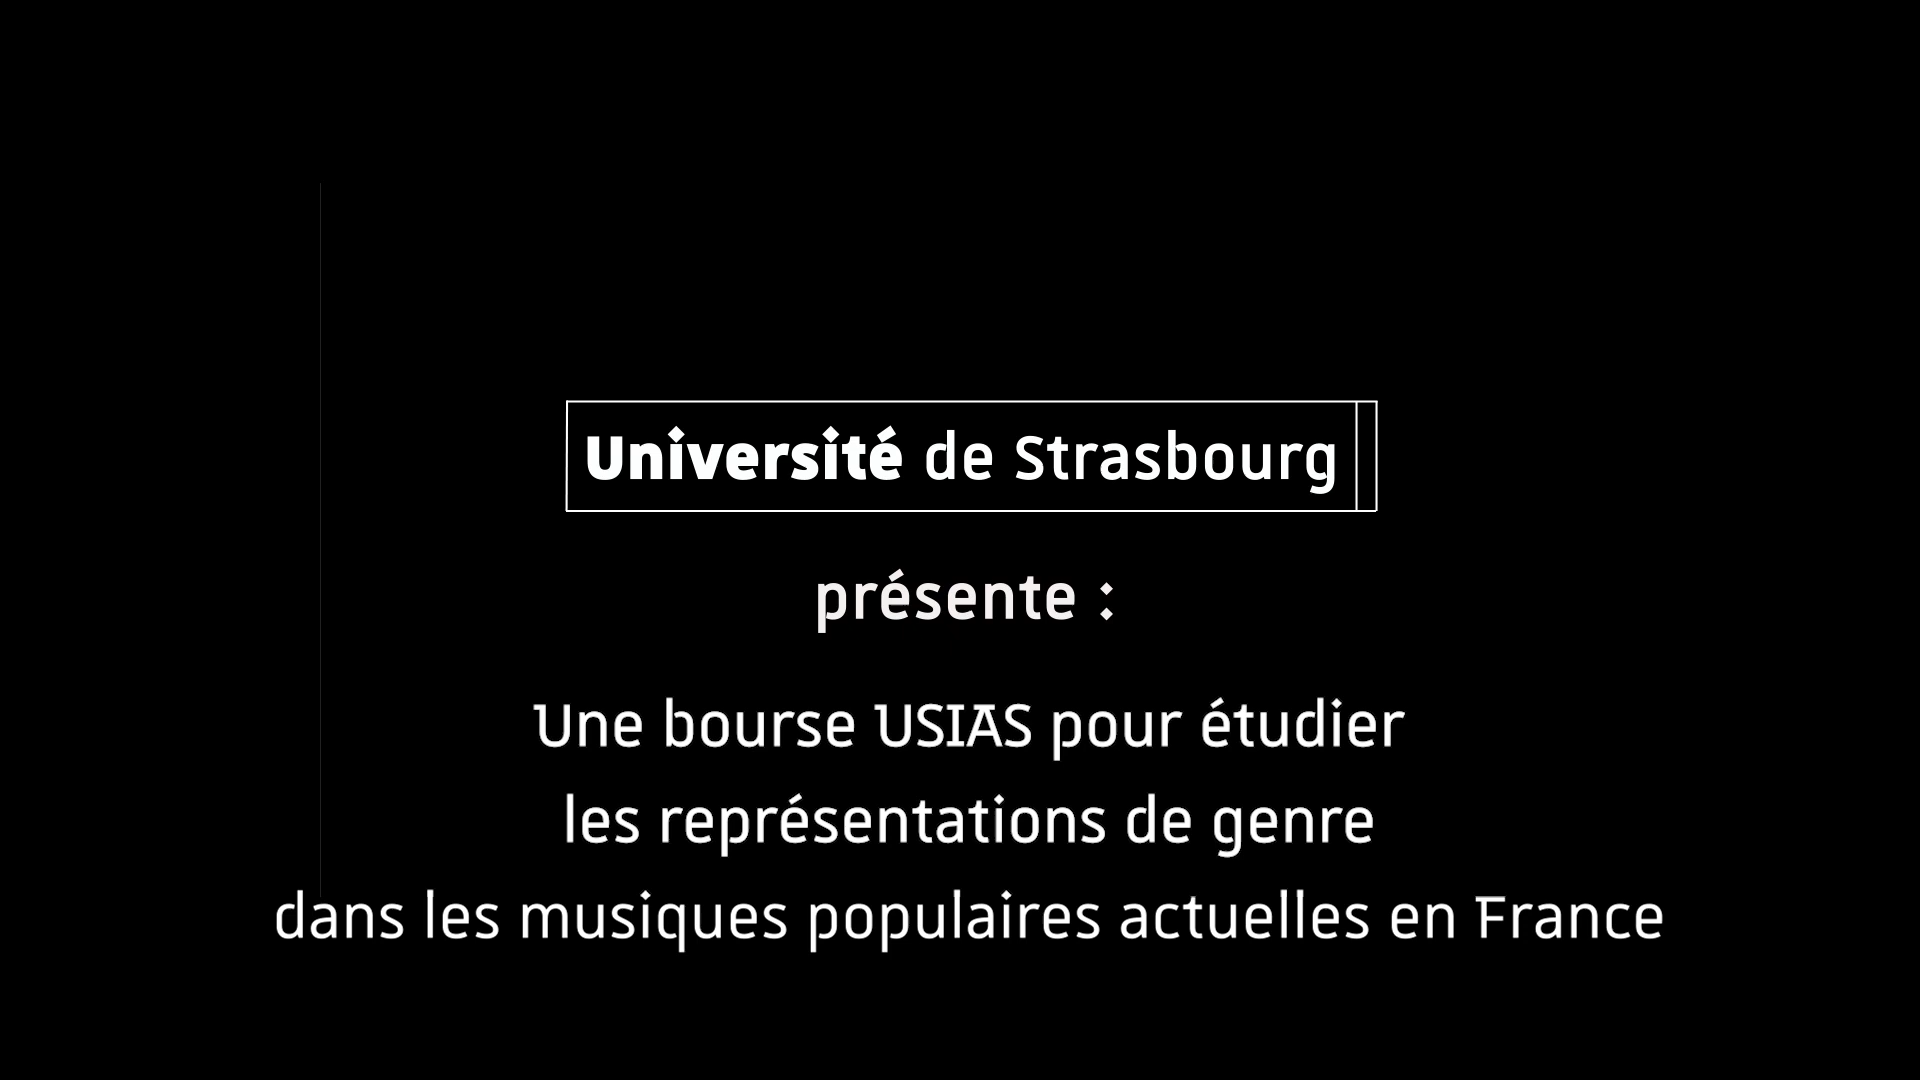 Université de Strasbourg
présente :
Une bourse USIAS pour étudier
les représentations de genre
dans les musiques populaires actuelles en France